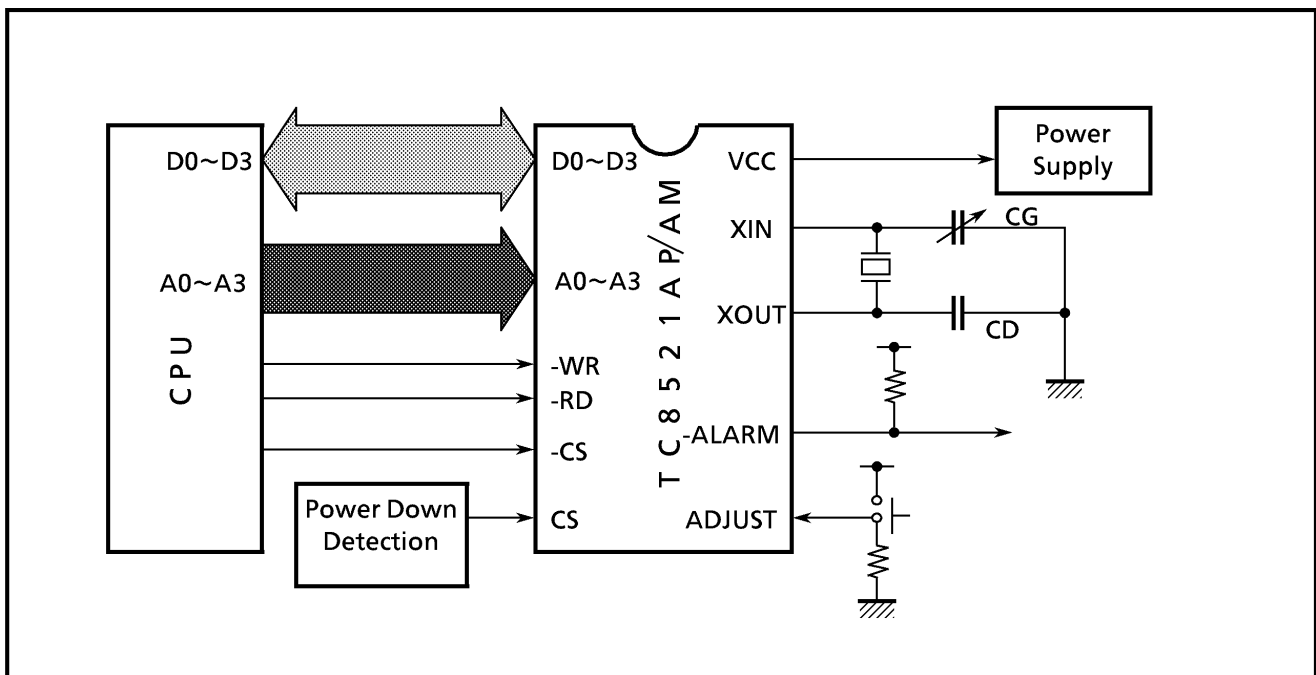 D0~D3
A0~A3
CPU
D0~D3
A0~A3
-WR
-RD
-CS
CS
TC8521AP/AM
VCC
XIN
XOUT
-ALARM
ADJUST
Power Down
Detection
Power
Supply
CG
CD